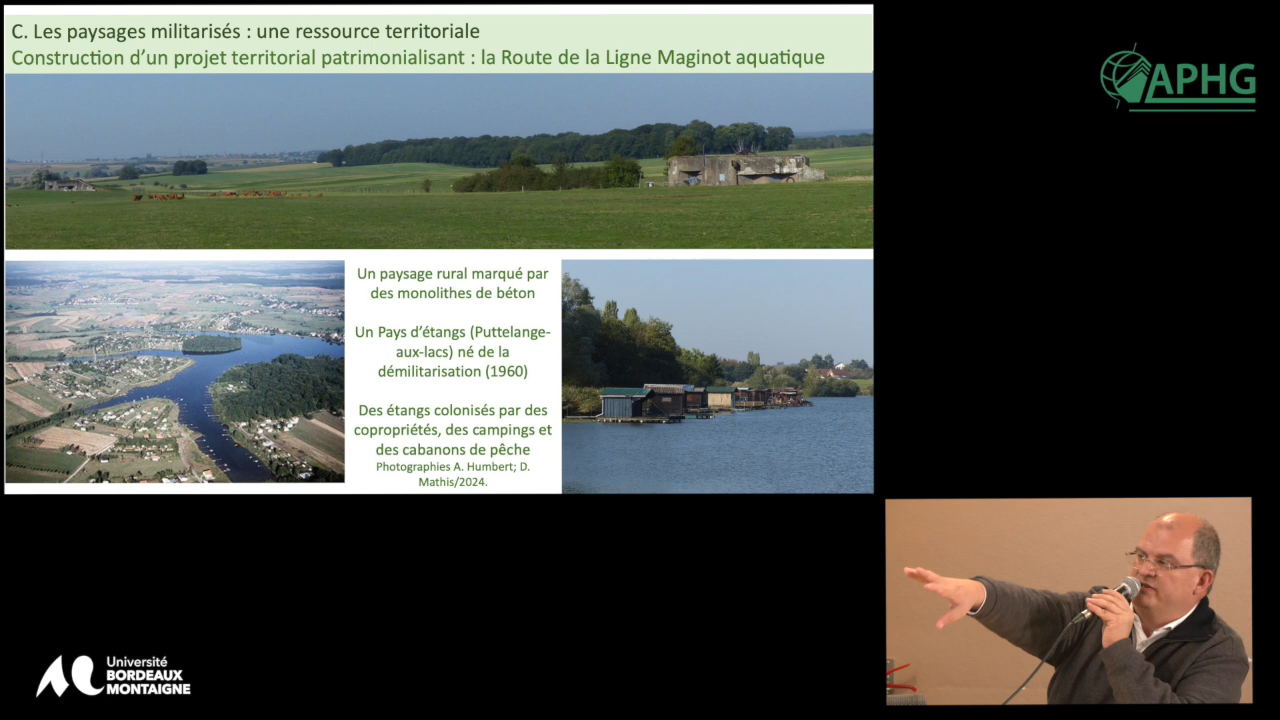 C. Les paysages militarisés : une ressource territoriale
Construction d'un projet territorial patrimonialisant : la Route de la Ligne Maginot aquatique
APHG
Un paysage rural marqué par
des monolithes de béton
Un Pays d'étangs (Puttelange-
aux-lacs) né de la
démilitarisation (1960)
Des étangs colonisés par des
copropriétés, des campings et
des cabanons de pêche
Photographies A. Humbert; D.
Mathis/2024.
Université
BORDEAUX
MONTAIGNE